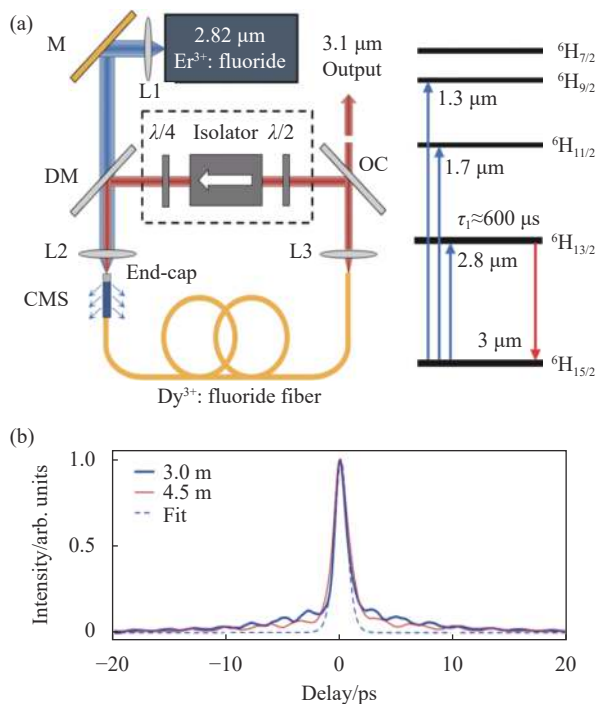 (a)
M
2.82 μm
Er³⁺: fluoride
L1
3.1 μm
Output
λ/4
Isolator
λ/2
DM
OC
L2
L3
End-cap
CMS
Dy³⁺: fluoride fiber
⁶H₇/₂
⁶H₉/₂
1.3 μm
⁶H₁₁/₂
1.7 μm
τ₁≈600 μs
⁶H₁₃/₂
2.8 μm
3 μm
⁶H₁₅/₂
(b)
Intensity/arb. units
1.0
0.5
0
3.0 m
4.5 m
Fit
−20
−10
0
10
20
Delay/ps